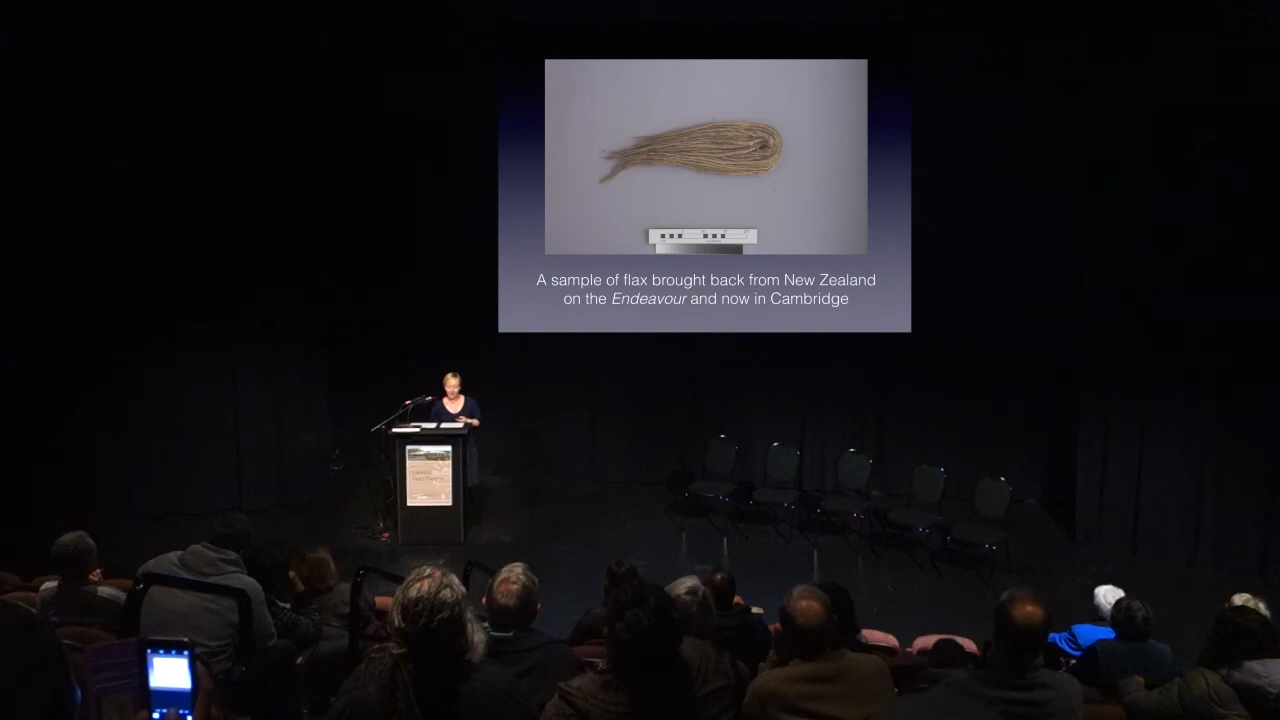 A sample of flax brought back from New Zealand
on the Endeavour and now in Cambridge